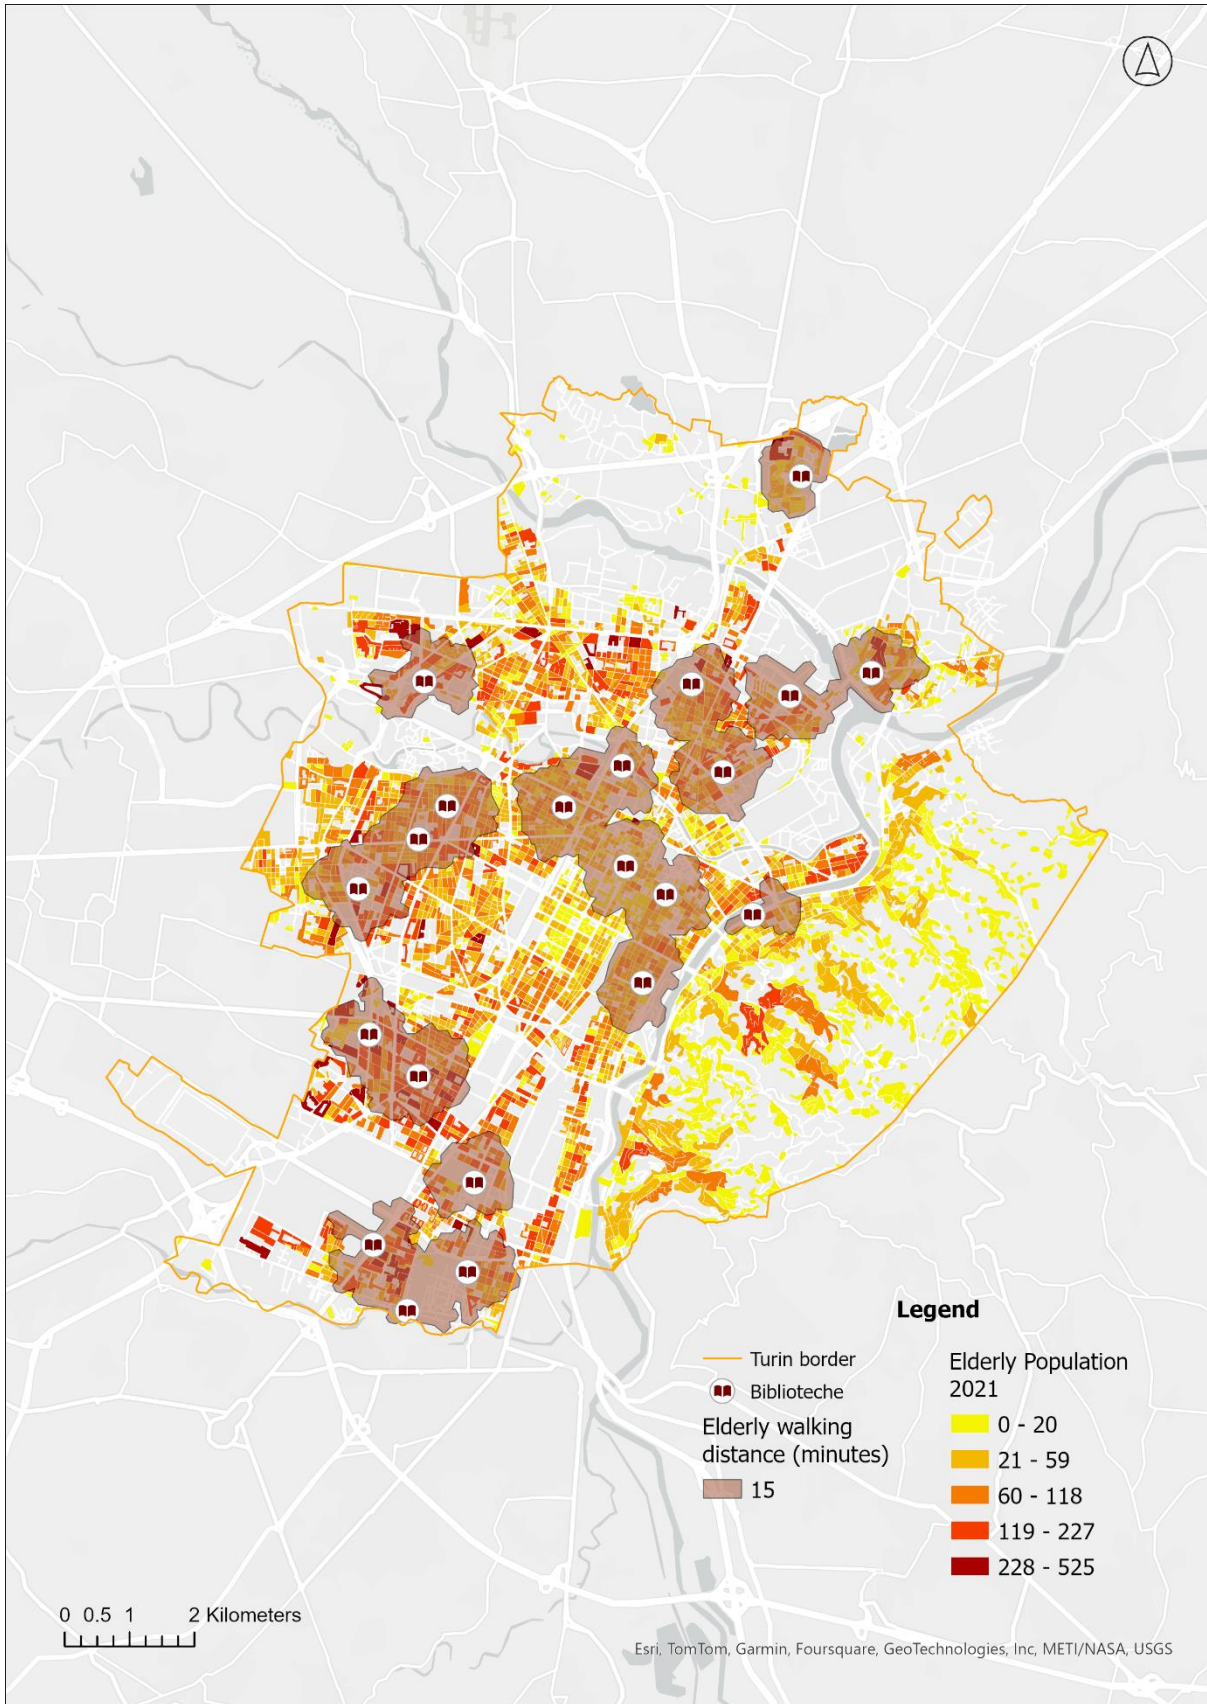 Legend
Turin border
Biblioteche
Elderly walking
distance (minutes)
15
Elderly Population
2021
0 - 20
21 - 59
60 - 118
119 - 227
228 - 525
0 0.5 1 2 Kilometers
Esri, TomTom, Garmin, Foursquare, GeoTechnologies, Inc, METI/NASA, USGS